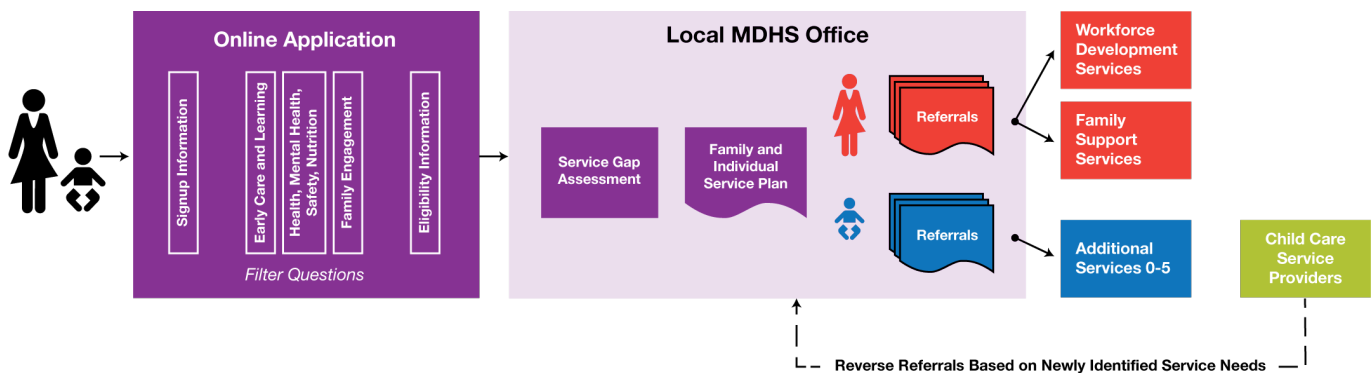 Online Application
Signup Information
Early Care and Learning
Health, Mental Health,
Safety, Nutrition
Family Engagement
Eligibility Information
Filter Questions
Local MDHS Office
Service Gap
Assessment
Family and
Individual
Service Plan
Referrals
Referrals
Workforce
Development
Services
Family
Support
Services
Additional
Services 0-5
Child Care
Service
Providers
Reverse Referrals Based on Newly Identified Service Needs